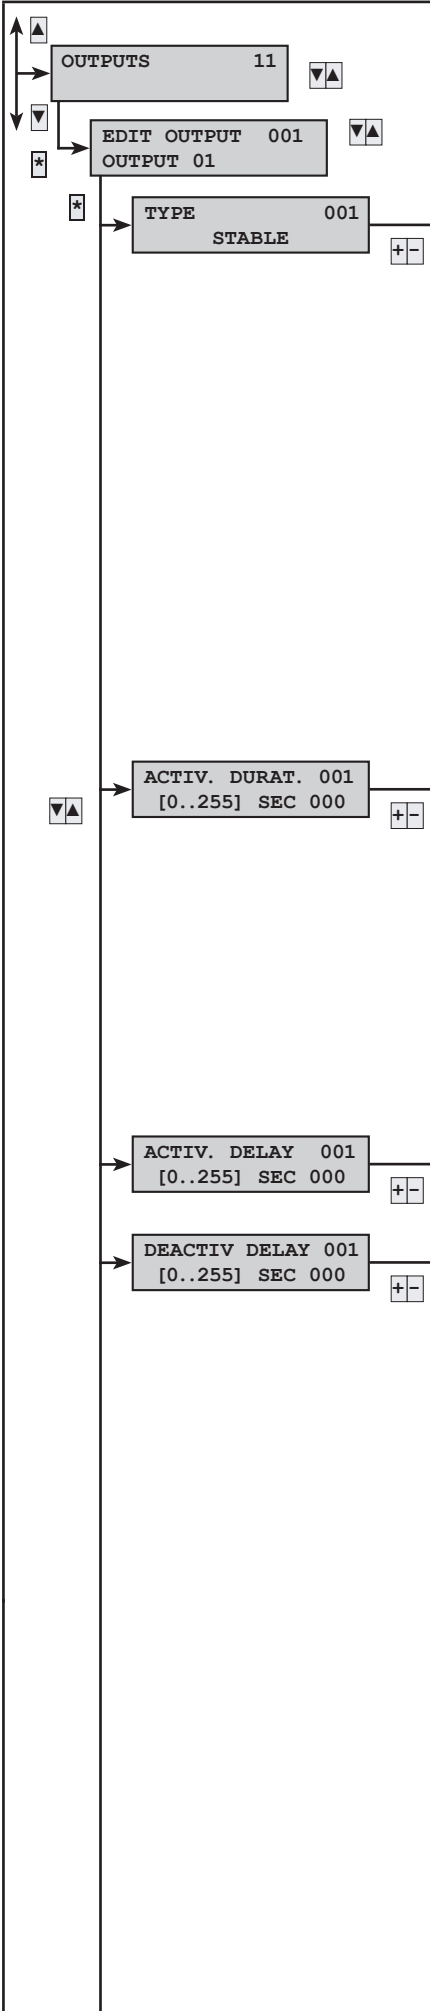 ▲
OUTPUTS 11
▼▲
▼
EDIT OUTPUT 001
OUTPUT 01
▼▲
*
*
TYPE 001
STABLE
+-
ACTIV. DURAT. 001
[0..255] SEC 000
▼▲
+-
ACTIV. DELAY 001
[0..255] SEC 000
+-
DEACTIV DELAY 001
[0..255] SEC 000
+-